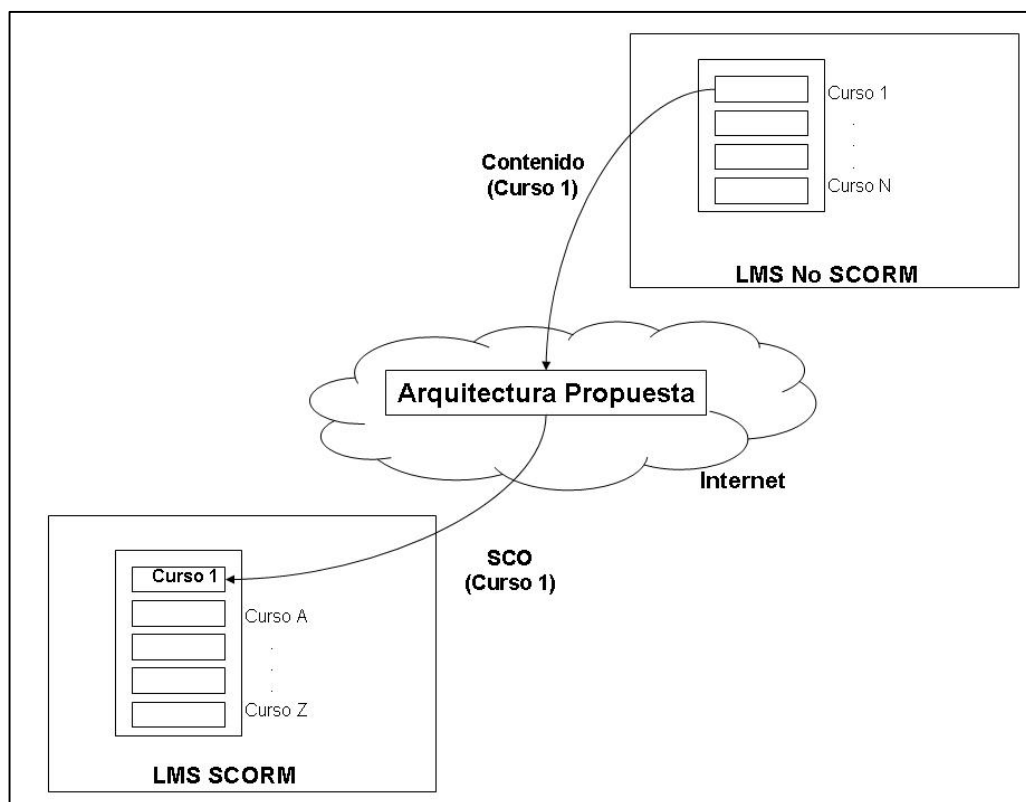 Curso 1
.
.
.
Curso N
LMS No SCORM
Contenido
(Curso 1)
Arquitectura Propuesta
Internet
SCO
(Curso 1)
Curso 1
Curso A
.
.
.
Curso Z
LMS SCORM